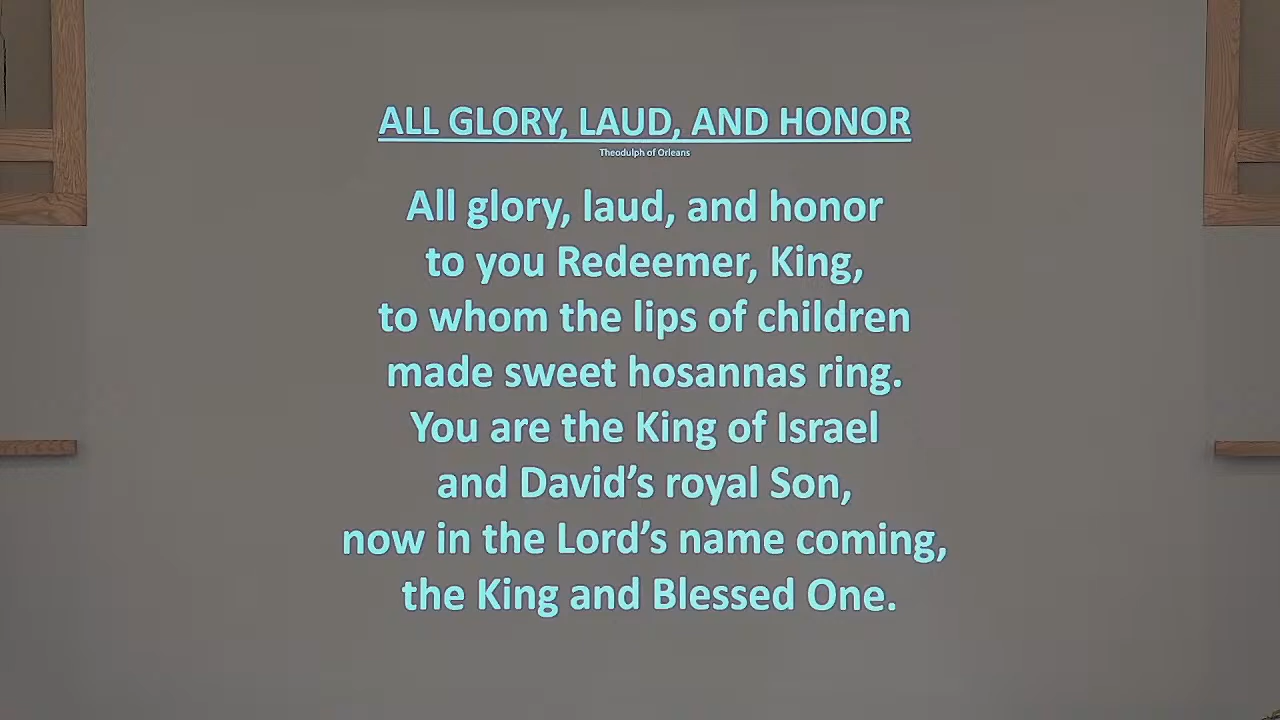 ALL GLORY, LAUD, AND HONOR
Theodulph of Orleans
All glory, laud, and honor
to you Redeemer, King,
to whom the lips of children
made sweet hosannas ring.
You are the King of Israel
and David’s royal Son,
now in the Lord’s name coming,
the King and Blessed One.